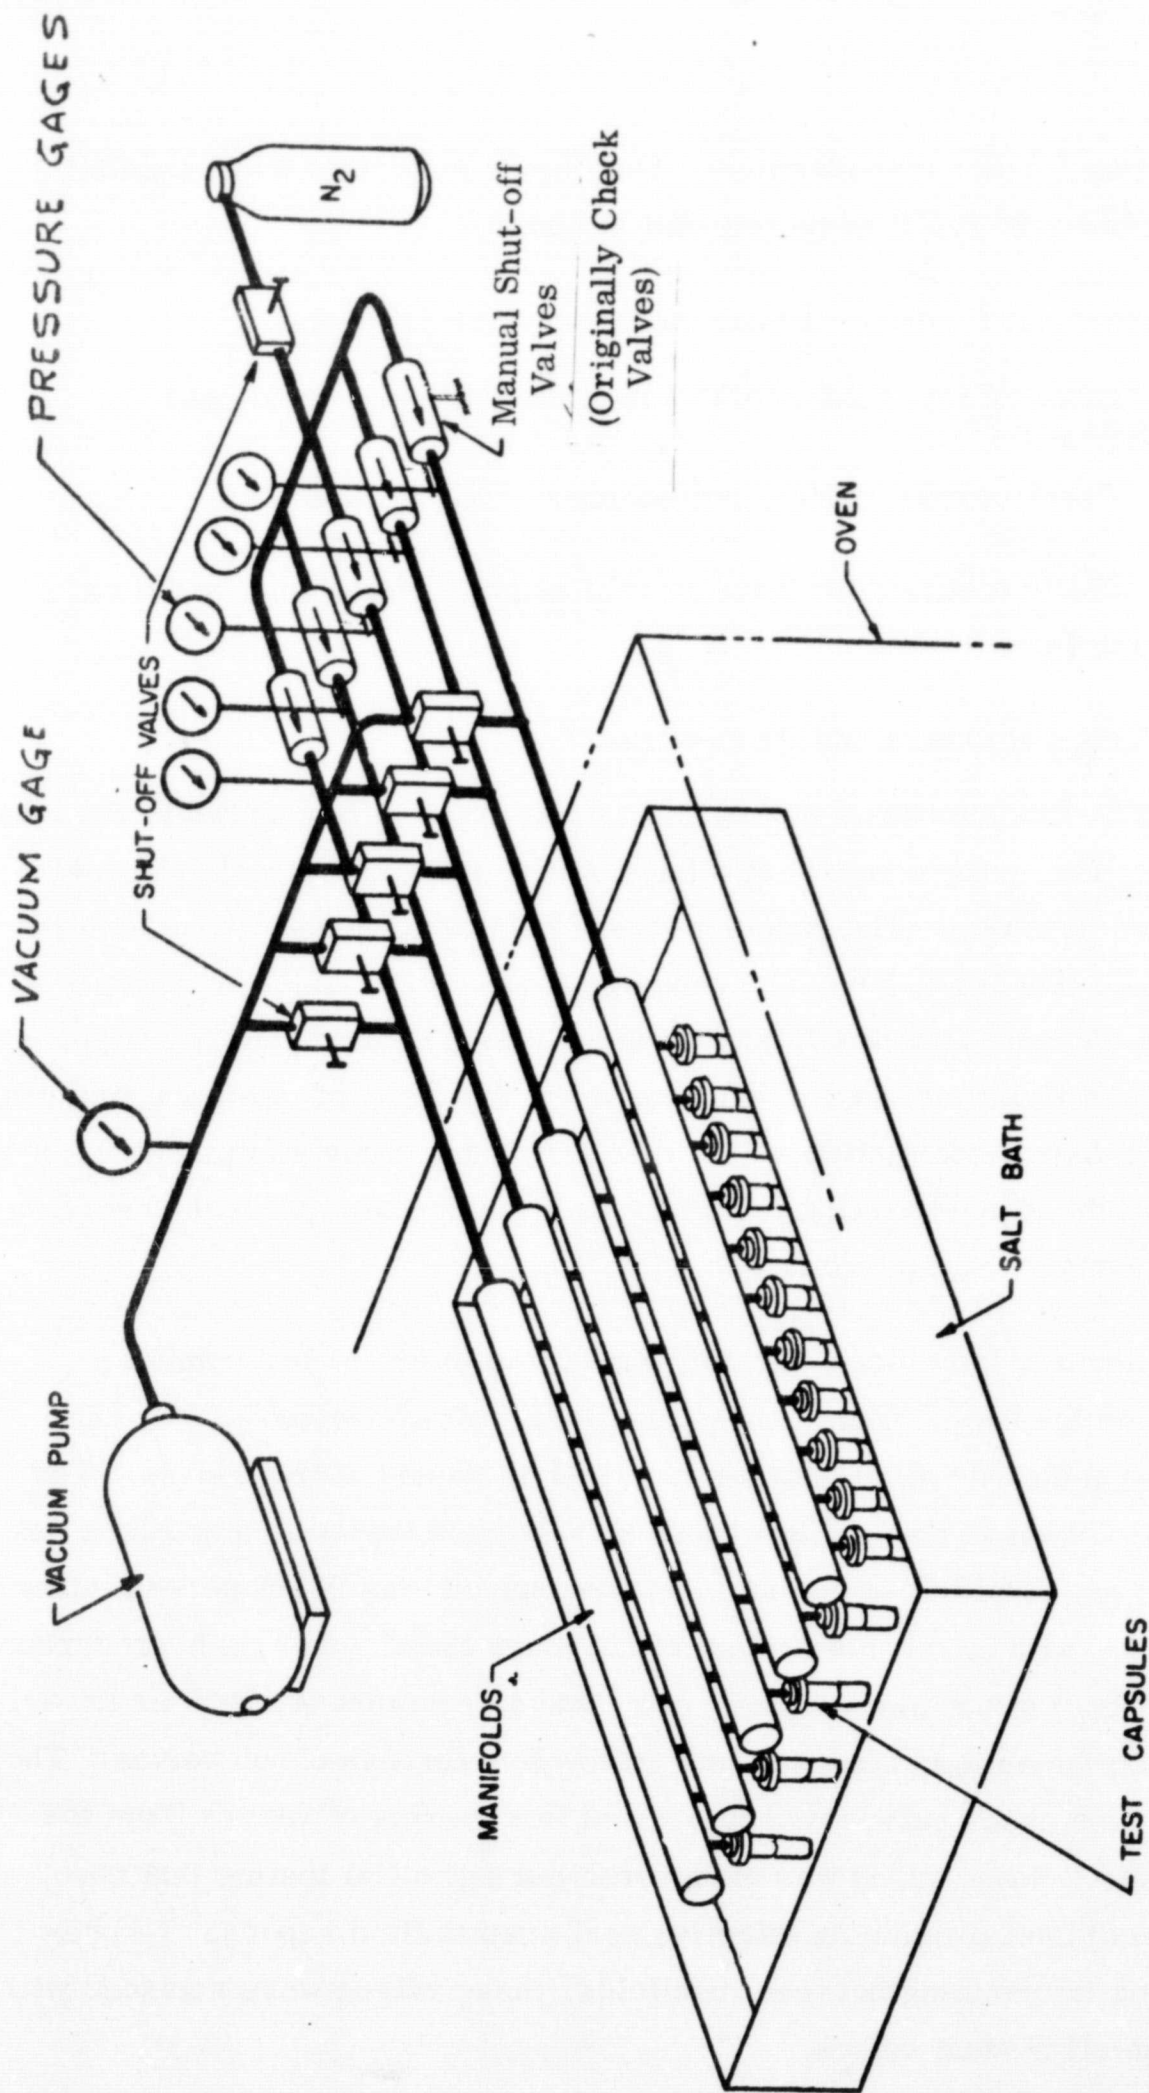 VACUUM GAGE
PRESSURE GAGES
SHUT-OFF VALVES
N2
Manual Shut-off
Valves
(Originally Check
Valves)
VACUUM PUMP
OVEN
MANIFOLDS
SALT BATH
TEST CAPSULES